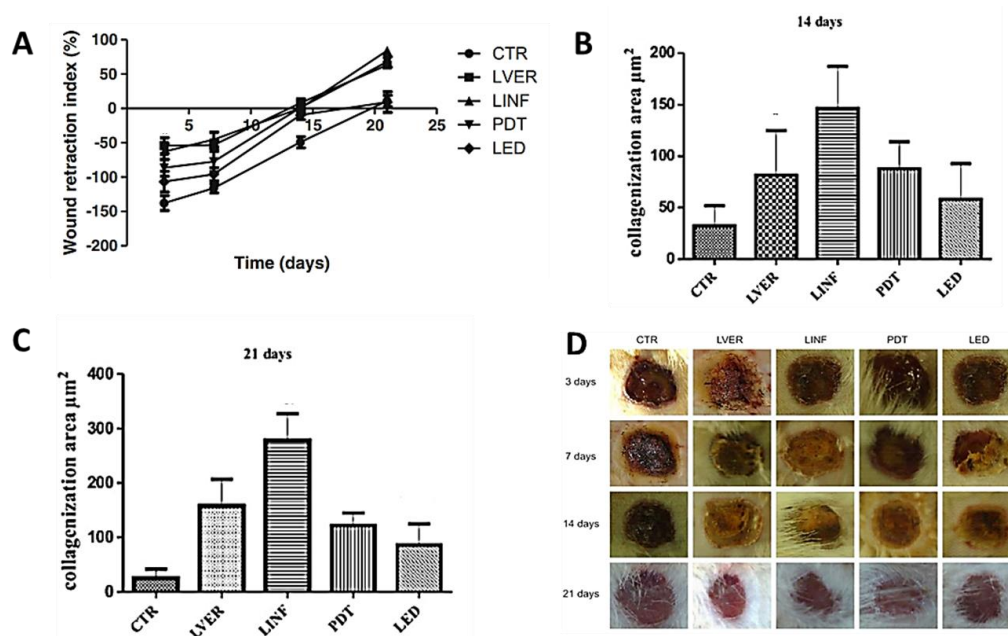 A
Wound retraction index (%)
100
50
0
-50
-100
-150
-200
5
10
15
20
25
Time (days)
CTR
LVER
LINF
PDT
LED
B
14 days
collagenization area μm²
200
150
100
50
0
CTR
LVER
LINF
PDT
LED
C
21 days
collagenization area μm²
400
300
200
100
0
CTR
LVER
LINF
PDT
LED
D
CTR LVER LINF PDT LED
3 days
7 days
14 days
21 days